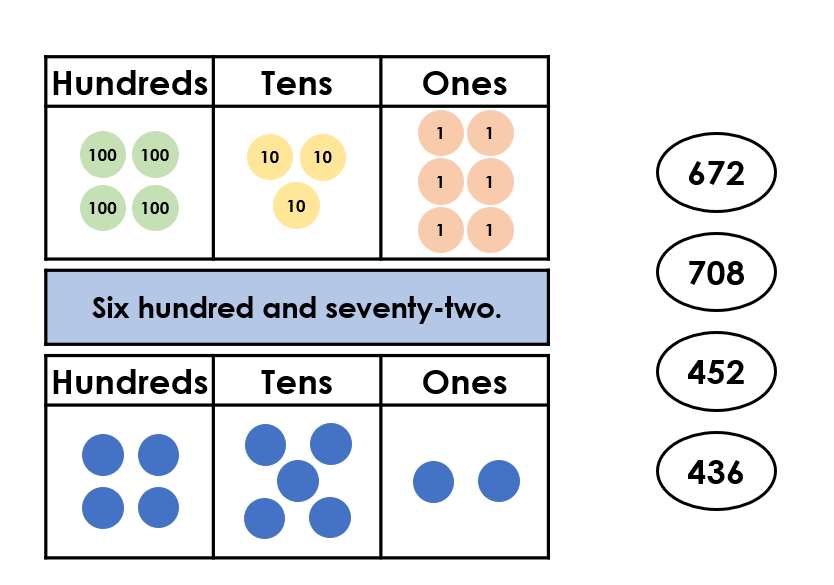 Hundreds Tens Ones
100 100 10 10 1 1
100 100 10 1 1
1 1
Six hundred and seventy-two.
Hundreds Tens Ones
672
708
452
436